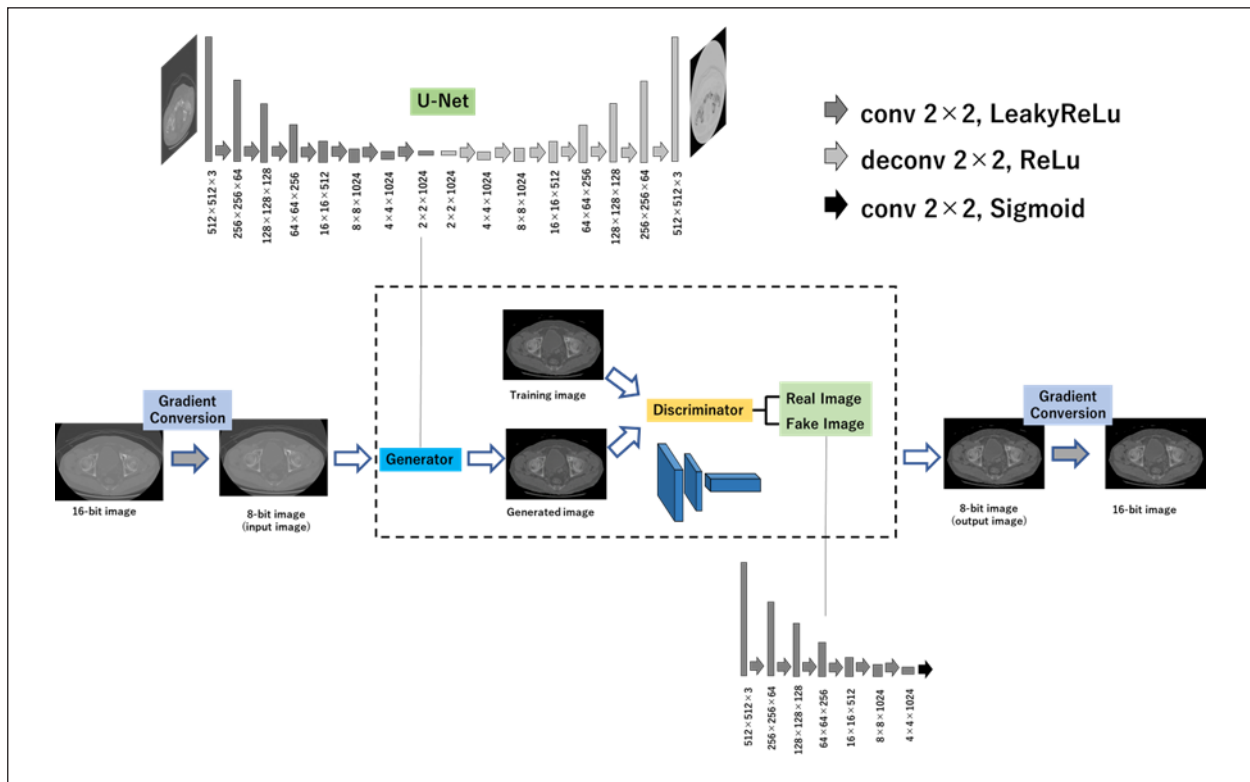 U-Net
conv 2×2, LeakyReLu
deconv 2×2, ReLu
conv 2×2, Sigmoid
512×512×3
256×256×64
128×128×128
64×64×256
16×16×512
8×8×1024
4×4×1024
2×2×1024
2×2×1024
4×4×1024
8×8×1024
16×16×512
64×64×256
128×128×128
256×256×64
512×512×3
Gradient
Conversion
16-bit image
8-bit image
(input image)
Generator
Training image
Generated image
Discriminator
Real Image
Fake Image
8-bit image
(output image)
Gradient
Conversion
16-bit image
512×512×3
256×256×64
128×128×128
64×64×256
16×16×512
8×8×1024
4×4×1024